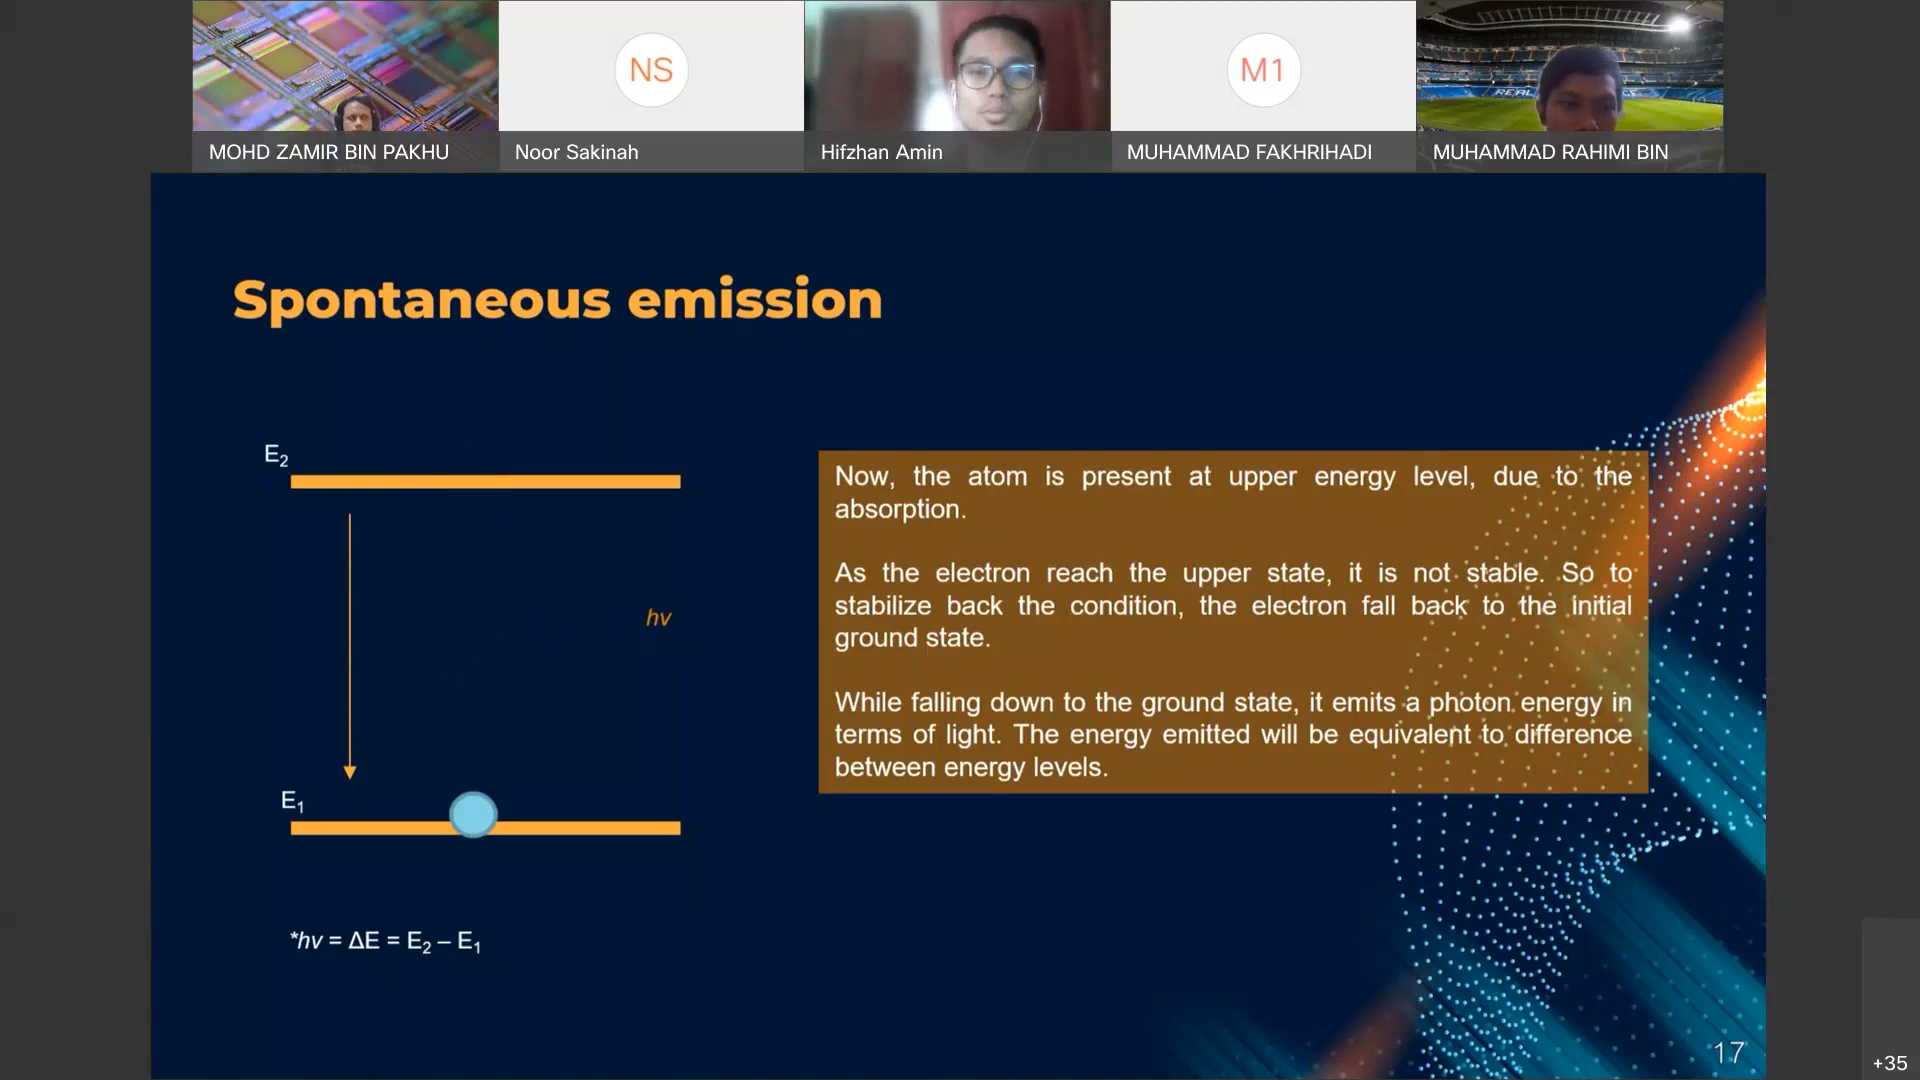 NS
M1
MOHD ZAMIR BIN PAKHU
Noor Sakinah
Hifzhan Amin
MUHAMMAD FAKHRIHADI
MUHAMMAD RAHIMI BIN
Spontaneous emission
E₂
hv
E₁
*hv = ΔE = E₂ – E₁
Now, the atom is present at upper energy level, due to the
absorption.
As the electron reach the upper state, it is not stable. So to
stabilize back the condition, the electron fall back to the initial
ground state.
While falling down to the ground state, it emits a photon energy in
terms of light. The energy emitted will be equivalent to difference
between energy levels.
17
+35